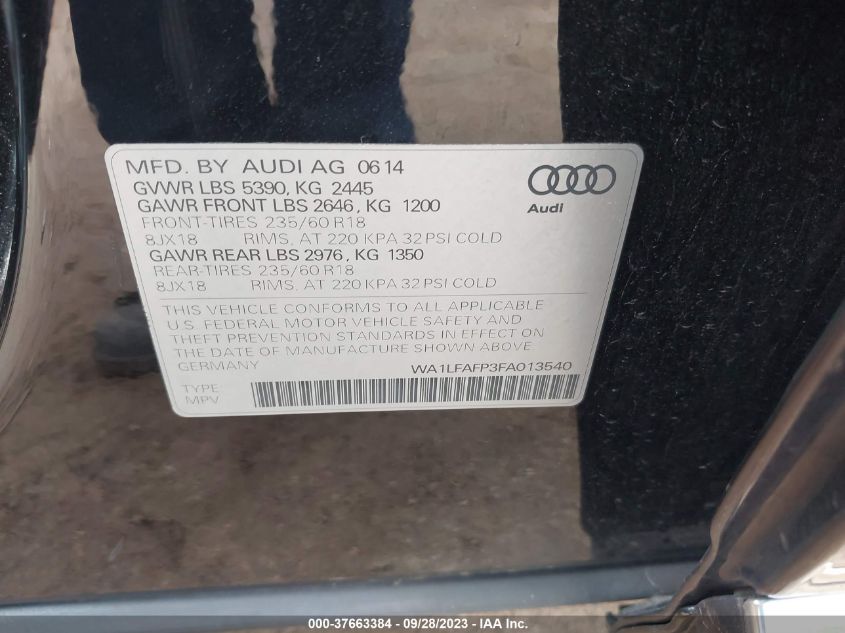 MFD. BY AUDI AG 0614
GVWR LBS 5390, KG 2445
GAWR FRONT LBS 2646, KG 1200
FRONT-TIRES 235/60 R18
8JX18 RIMS, AT 220 KPA 32 PSI COLD
GAWR REAR LBS 2976, KG 1350
REAR-TIRES 235/60 R18
8JX18 RIMS, AT 220 KPA 32 PSI COLD
Audi
THIS VEHICLE CONFORMS TO ALL APPLICABLE
U.S. FEDERAL MOTOR VEHICLE SAFETY AND
THEFT PREVENTION STANDARDS IN EFFECT ON
THE DATE OF MANUFACTURE SHOWN ABOVE.
GERMANY WA1LFAFP3FA013540
TYPE
MPV
000-37663384 - 09/28/2023 - IMPACTAUTO.CA